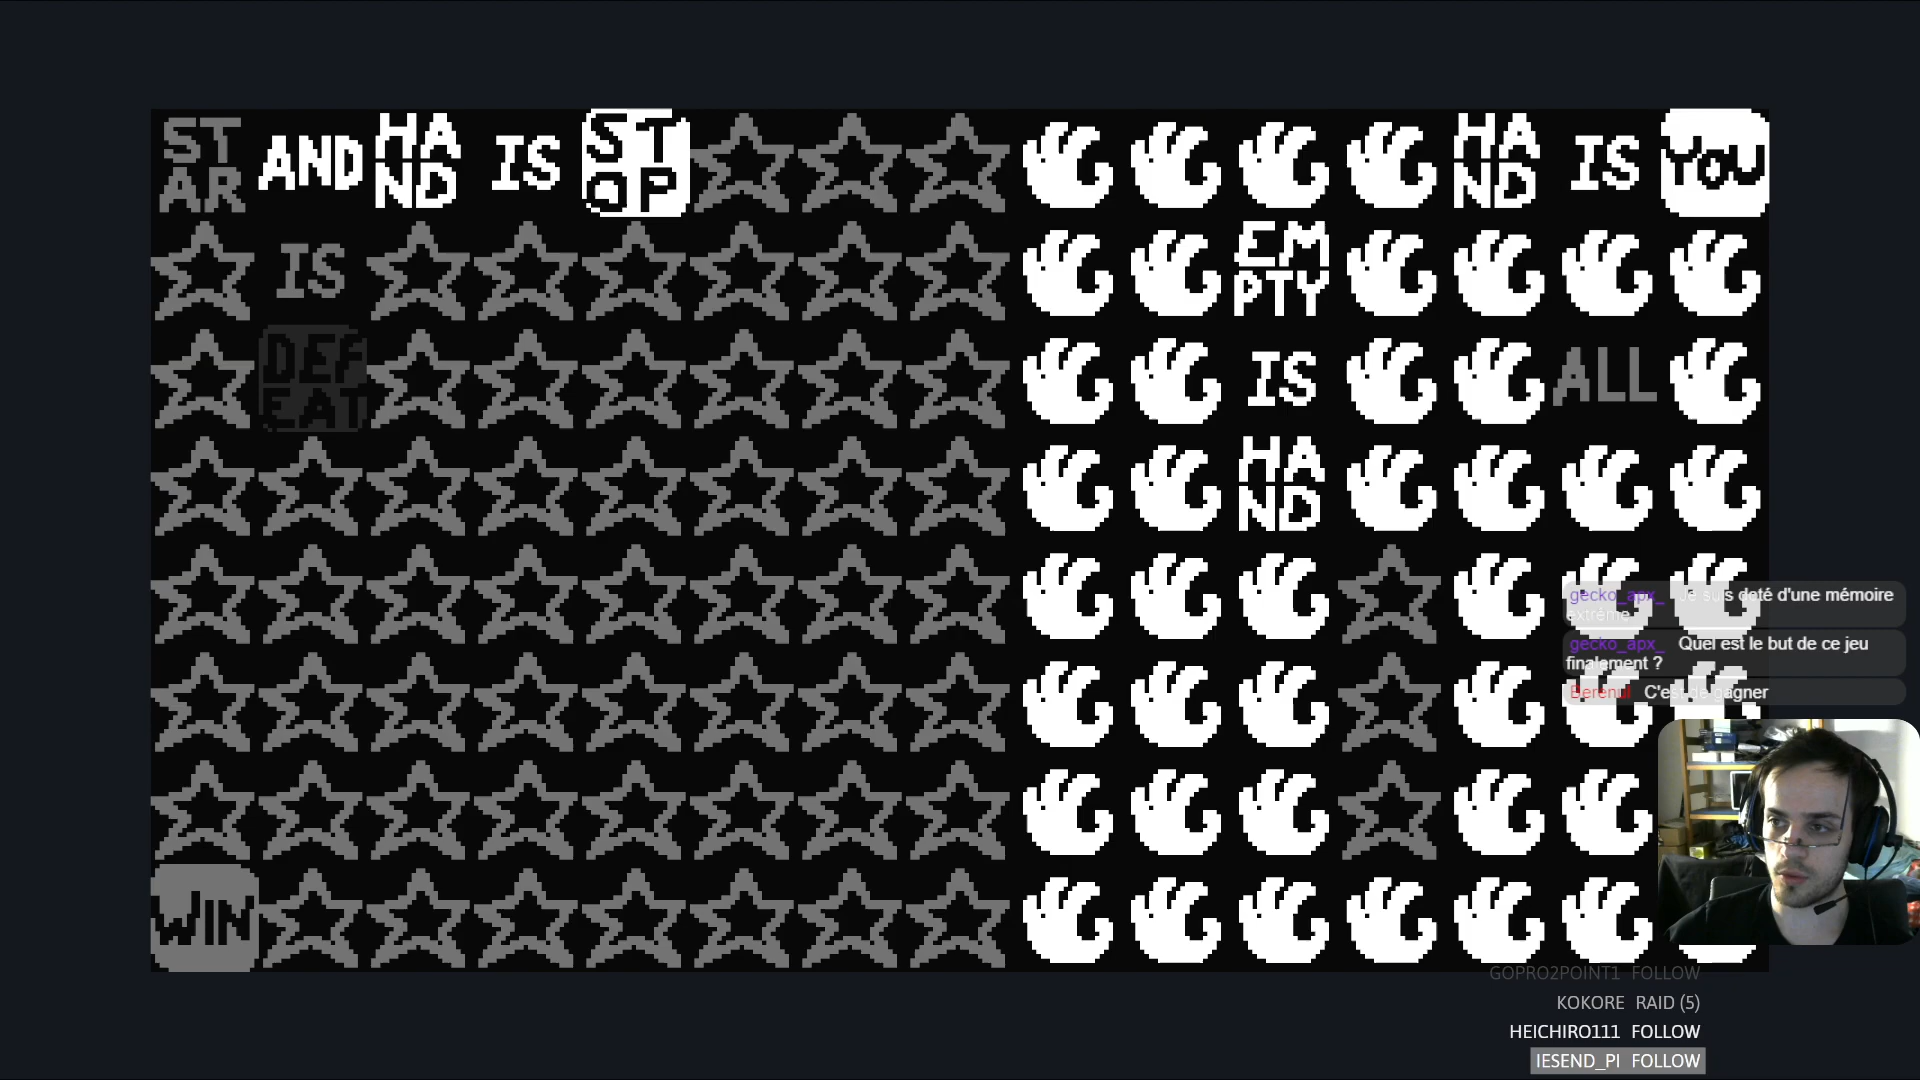 STAR AND HAND IS STOP HAND IS YOU
IS EMPTY
DEFEAT IS ALL
HAND
WIN
gecko_apx_ Je suis doté d'une mémoire
extrême
gecko_apx_ Quel est le but de ce jeu
finalement ?
Berenul C'est de gagner
GOPRO2POINT1 FOLLOW
KOKORE RAID (5)
HEICHIRO111 FOLLOW
IESEND_PI FOLLOW